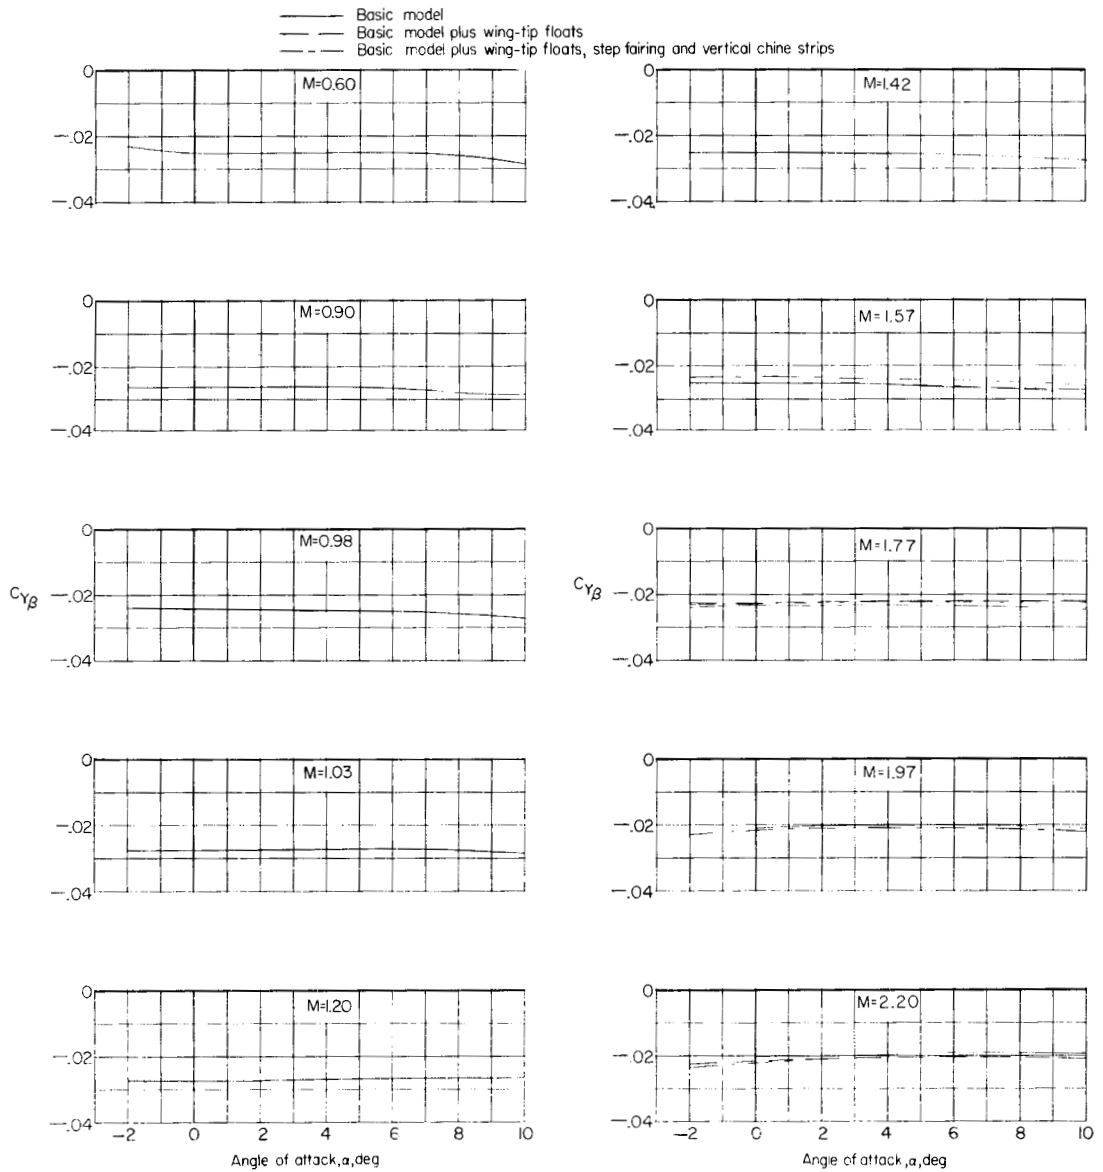 Basic model
Basic model plus wing-tip floats
Basic model plus wing-tip floats, step fairing and vertical chine strips
0
M=0.60
-.02
-.04
0
M=0.90
-.02
-.04
0
M=0.98
CYβ
-.02
-.04
0
M=1.03
-.02
-.04
0
M=1.20
-.02
-.04
-2 0 2 4 6 8 10
Angle of attack, α, deg
0
M=1.42
-.02
-.04
0
M=1.57
-.02
-.04
0
M=1.77
CYβ
-.02
-.04
0
M=1.97
-.02
-.04
0
M=2.20
-.02
-.04
-2 0 2 4 6 8 10
Angle of attack, α, deg